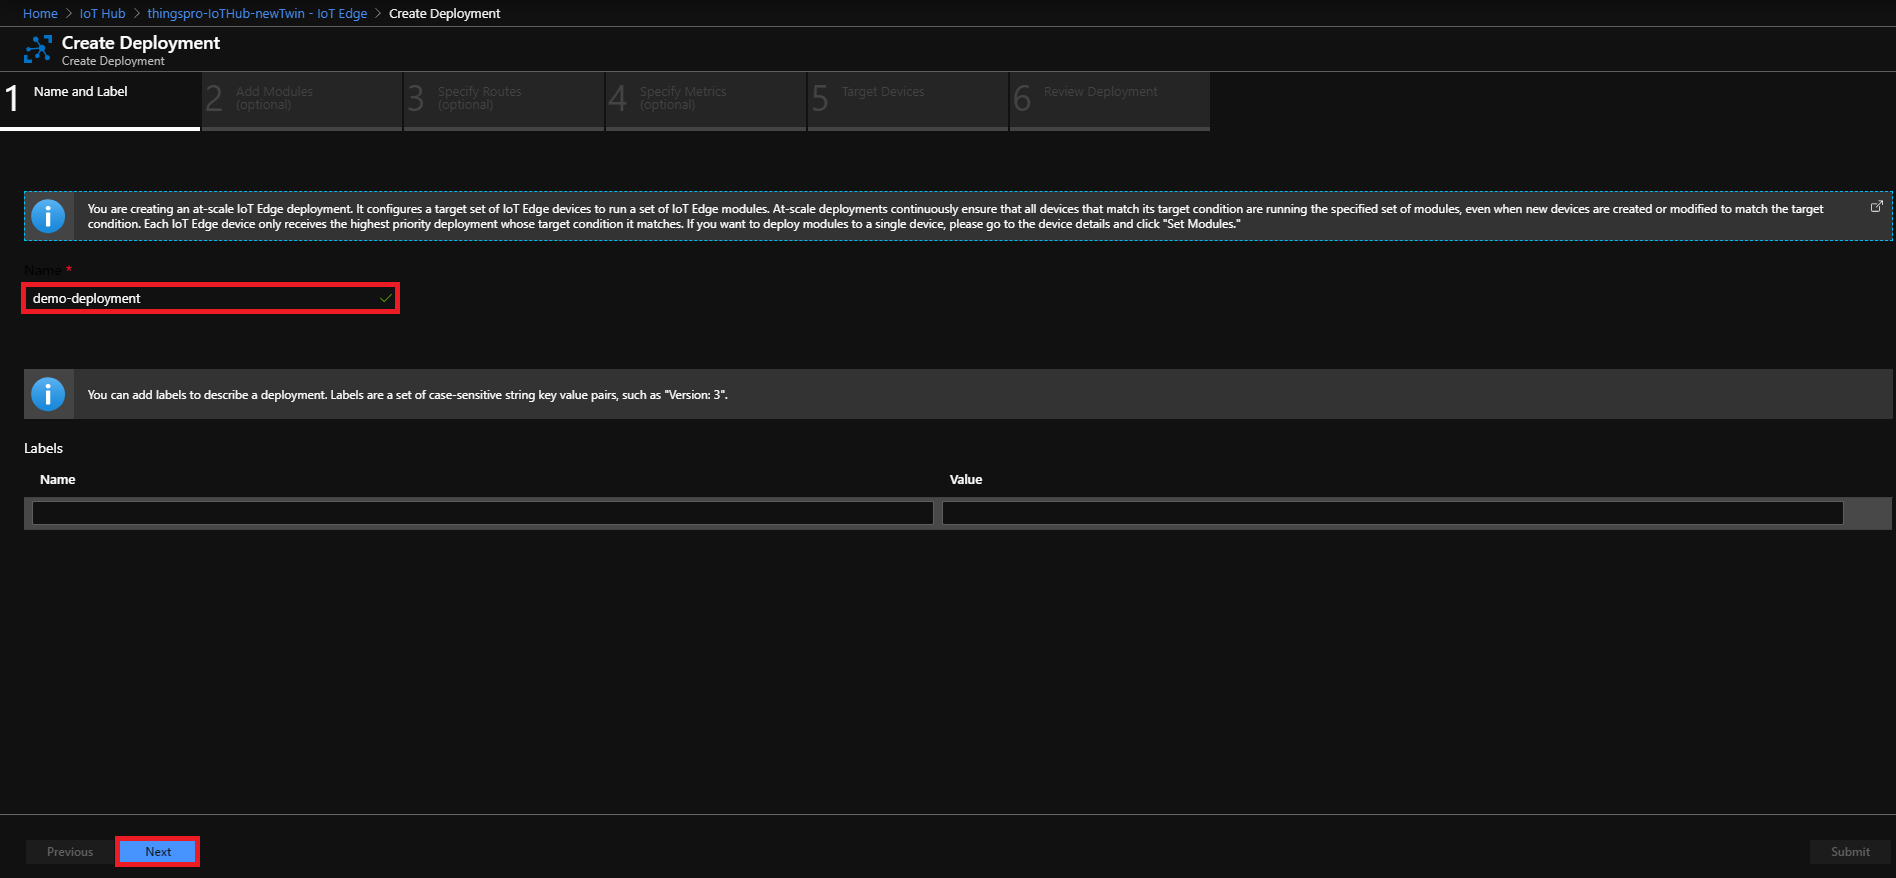 Home > IoT Hub > thingspro-IoTHub-newTwin - IoT Edge > Create Deployment
Create Deployment
Create Deployment
1 Name and Label
2 Add Modules
(optional)
3 Specify Routes
(optional)
4 Specify Metrics
(optional)
5 Target Devices
6 Review Deployment
You are creating an at-scale IoT Edge deployment. It configures a target set of IoT Edge devices to run a set of IoT Edge modules. At-scale deployments continuously ensure that all devices that match its target condition are running the specified set of modules, even when new devices are created or modified to match the target
condition. Each IoT Edge device only receives the highest priority deployment whose target condition it matches. If you want to deploy modules to a single device, please go to the device details and click "Set Modules."
Name *
demo-deployment
You can add labels to describe a deployment. Labels are a set of case-sensitive string key value pairs, such as "Version: 3".
Labels
Name Value
Previous Next Submit